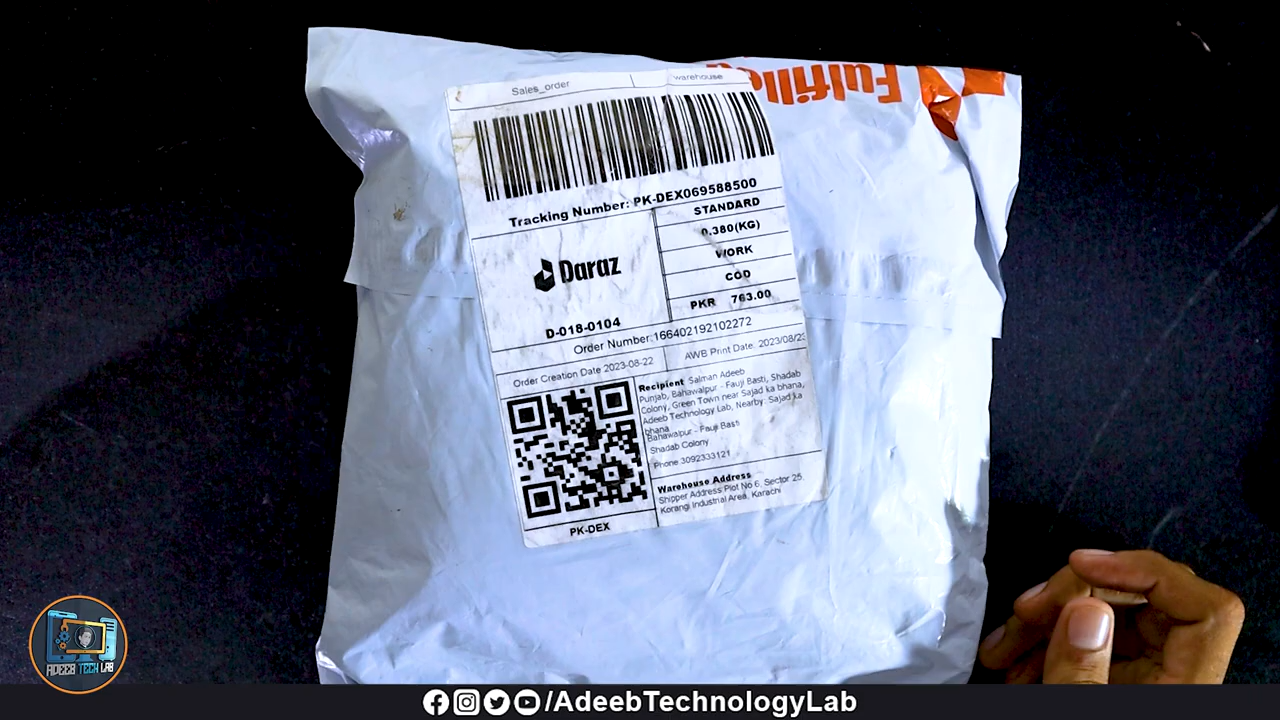 Fulfilled
Sales_order warehouse
Tracking Number: PK-DEX069588500
STANDARD
0.380(KG)
Daraz
WORK
COD
PKR 763.00
D-018-0104
Order Number:166402192102272
Order Creation Date 2023-08-22
AWB Print Date: 2023/08/23
Recipient Salman Adeeb
Punjab, Bahawalpur - Fauji Basti, Shadab
Colony, Green Town near Sajad ka bhana,
Adeeb Technology Lab, Nearby: Sajad ka
bhana
Bahawalpur - Fauji Basti
Shadab Colony
Phone 3092333121
Warehouse Address
Shipper Address Plot No 6, Sector 25,
Korangi Industrial Area, Karachi
PK-DEX
ADEEB TECH LAB
/AdeebTechnologyLab